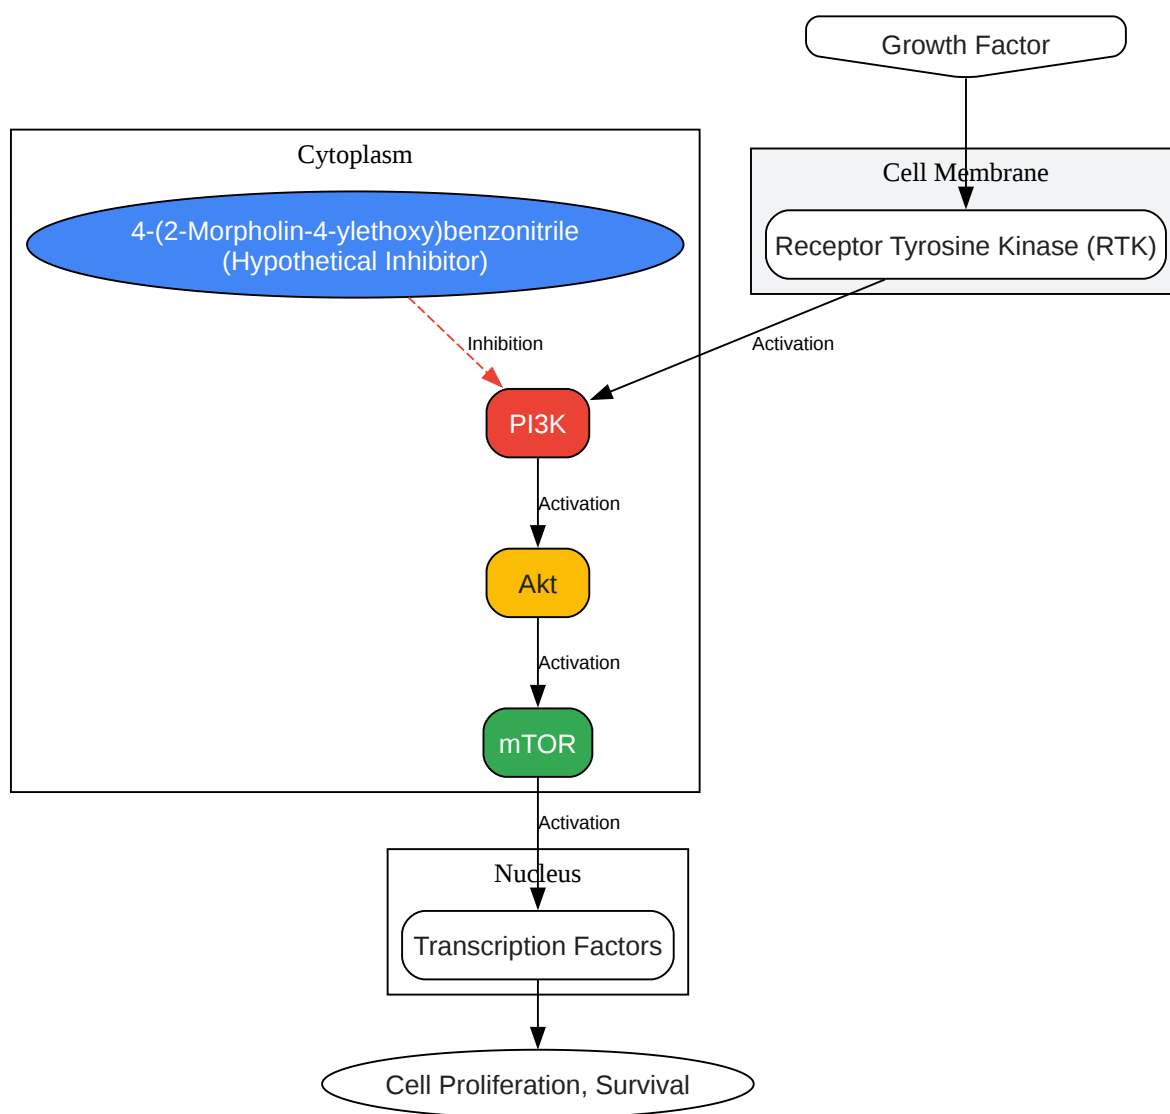 Growth Factor
Cytoplasm
Cell Membrane
4-(2-Morpholin-4-ylethoxy)benzonitrile
(Hypothetical Inhibitor)
Receptor Tyrosine Kinase (RTK)
Inhibition
Activation
PI3K
Activation
Akt
Activation
mTOR
Activation
Nucleus
Transcription Factors
Cell Proliferation, Survival